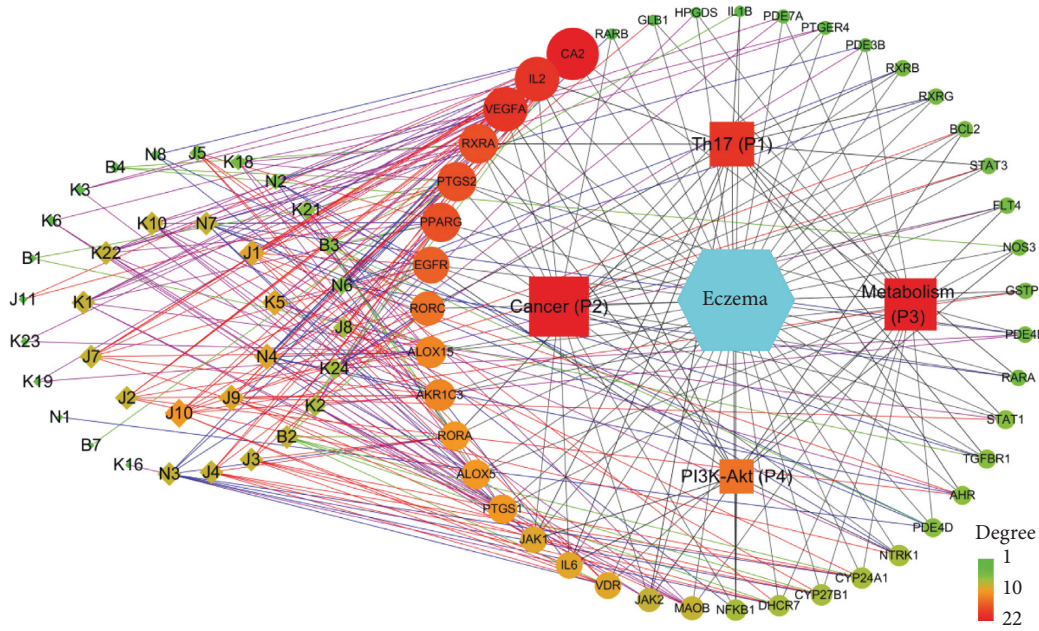 CA2
IL2
VEGFA
RXRA
PTGS2
PPARG
EGFR
RORC
ALOX15
AKR1C3
RORA
ALOX5
PTGS1
JAK1
IL6
VDR
JAK2
MAOB
NFKB1
DHCR7
CYP27B1
CYP24A1
NTRK1
PDE4D
AHR
TGFBR1
STAT1
RARA
GSTP
NOS3
FLT4
STAT3
BCL2
RXRG
RXRB
PDE3B
PTGER4
PDE7A
IL1B
HPGDS
GLB1
RARB
Th17 (P1)
Cancer (P2)
Eczema
Metabolism
(P3)
PI3K-Akt (P4)
B4
N8
J5
K18
N2
K3
K21
K6
K10
N7
B3
B1
K22
J1
N6
J11
K1
K5
J8
K23
J7
N4
K24
K19
J2
J9
K2
N1
J10
B7
B2
K16
N3
J4
J3
Degree
1
10
22